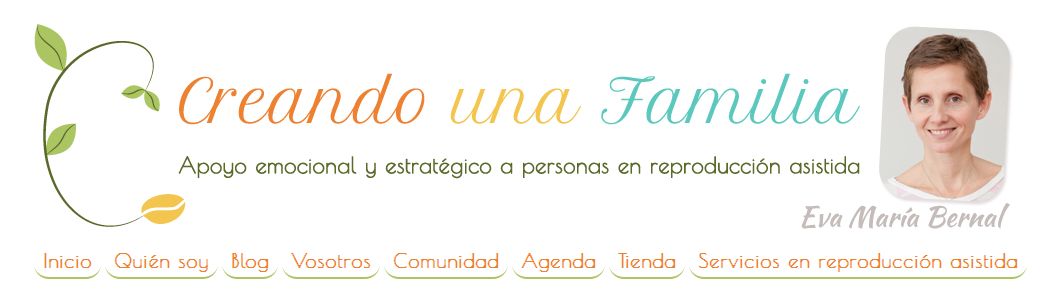 Creando una Familia
Apoyo emocional y estratégico a personas en reproducción asistida
Eva María Bernal
Inicio Quién soy Blog Vosotros Comunidad Agenda Tienda Servicios en reproducción asistida